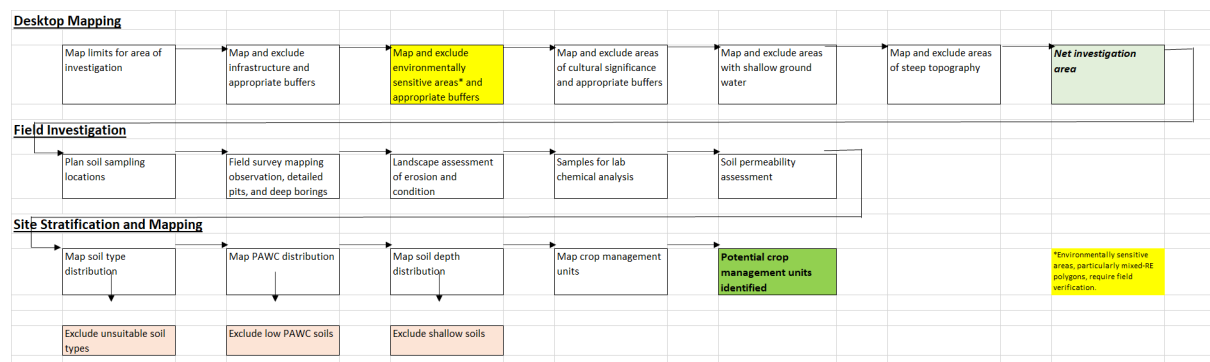 Desktop Mapping
Map limits for area of
investigation
Map and exclude
infrastructure and
appropriate buffers
Map and exclude
environmentally
sensitive areas* and
appropriate buffers
Map and exclude areas
of cultural significance
and appropriate buffers
Map and exclude areas
with shallow ground
water
Map and exclude areas
of steep topography
Net investigation
area
Field Investigation
Plan soil sampling
locations
Field survey mapping
observation, detailed
pits, and deep borings
Landscape assessment
of erosion and
condition
Samples for lab
chemical analysis
Soil permeability
assessment
Site Stratification and Mapping
Map soil type
distribution
Map PAWC distribution
Map soil depth
distribution
Map crop management
units
Potential crop
management units
identified
*Environmentally sensitive
areas, particularly mixed-RE
polygons, require field
verification.
Exclude unsuitable soil
types
Exclude low PAWC soils
Exclude shallow soils